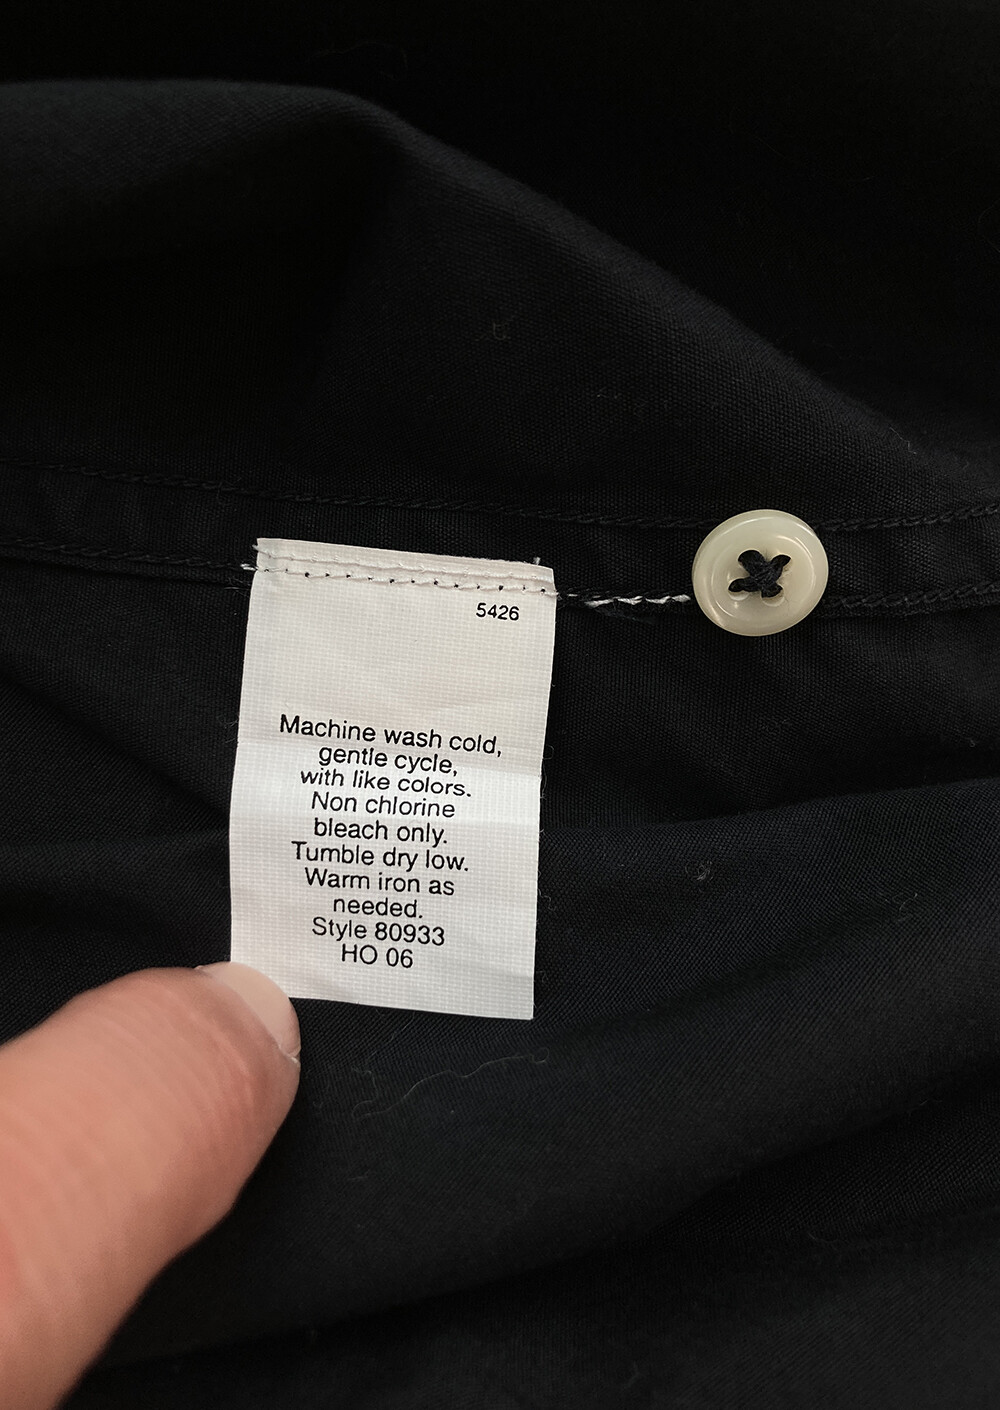 5426
Machine wash cold,
gentle cycle,
with like colors.
Non chlorine
bleach only.
Tumble dry low.
Warm iron as
needed.
Style 80933
HO 06